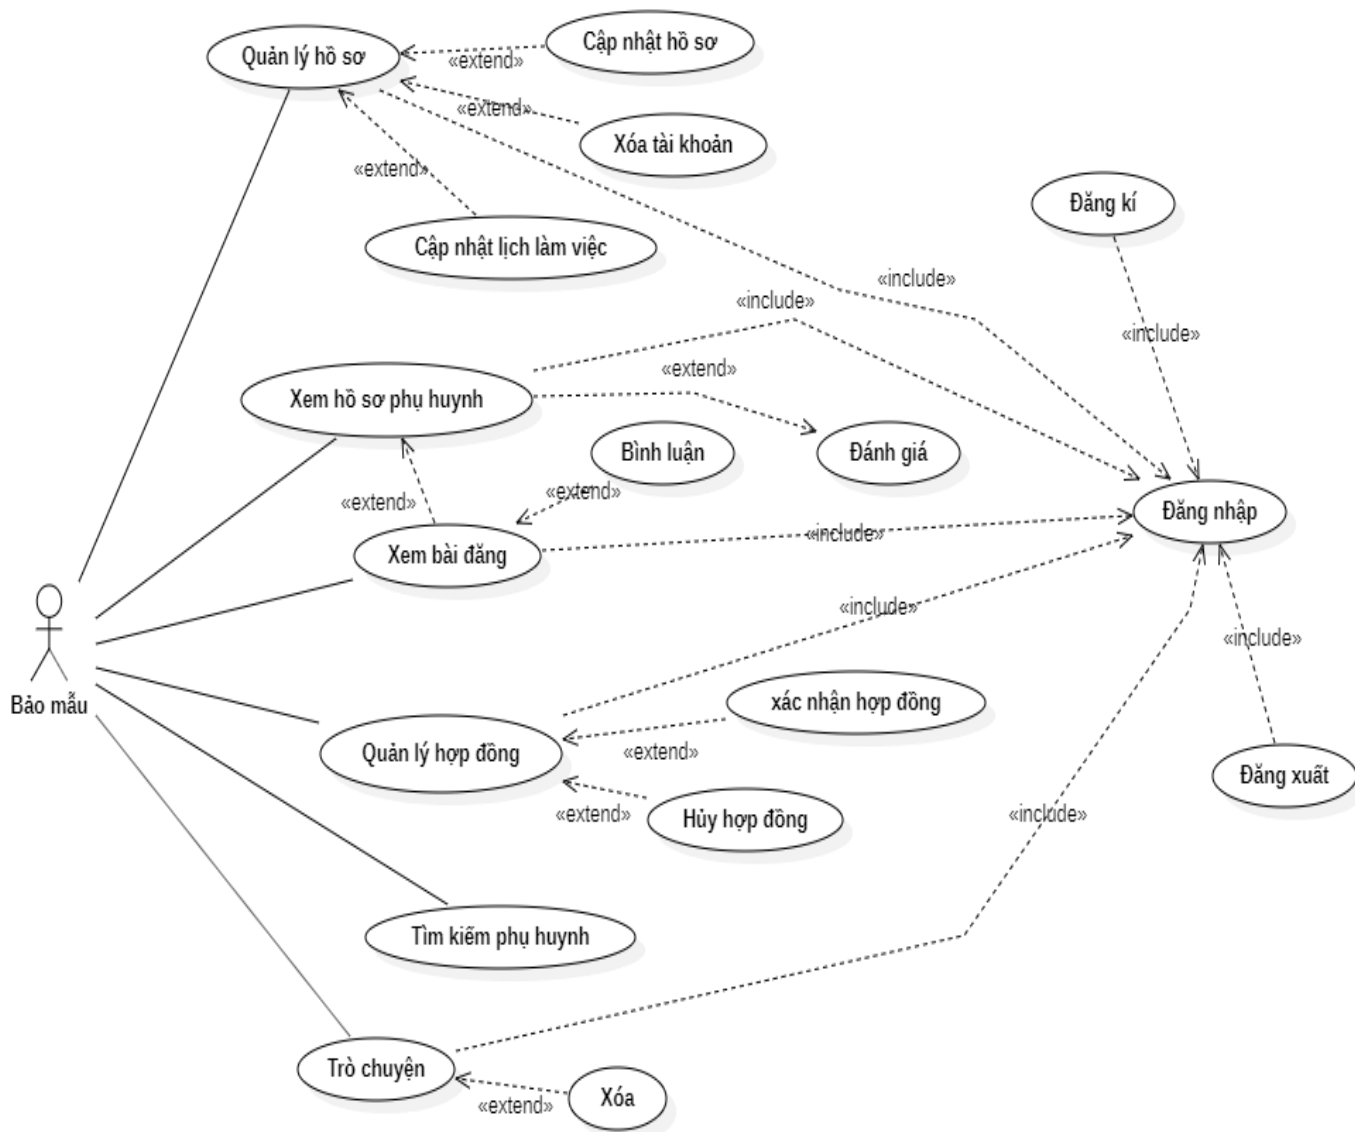 Cập nhật hồ sơ
Quản lý hồ sơ
«extend»
«extend»
Xóa tài khoản
«extend»
Đăng kí
Cập nhật lịch làm việc
«include»
«include»
«include»
«extend»
Xem hồ sơ phụ huynh
Bình luận
Đánh giá
«extend»
«extend»
Đăng nhập
«include»
Xem bài đăng
«include»
«include»
Bảo mẫu
xác nhận hợp đồng
Quản lý hợp đồng
«extend»
Đăng xuất
«extend»
Hủy hợp đồng
«include»
Tìm kiếm phụ huynh
Trò chuyện
Xóa
«extend»